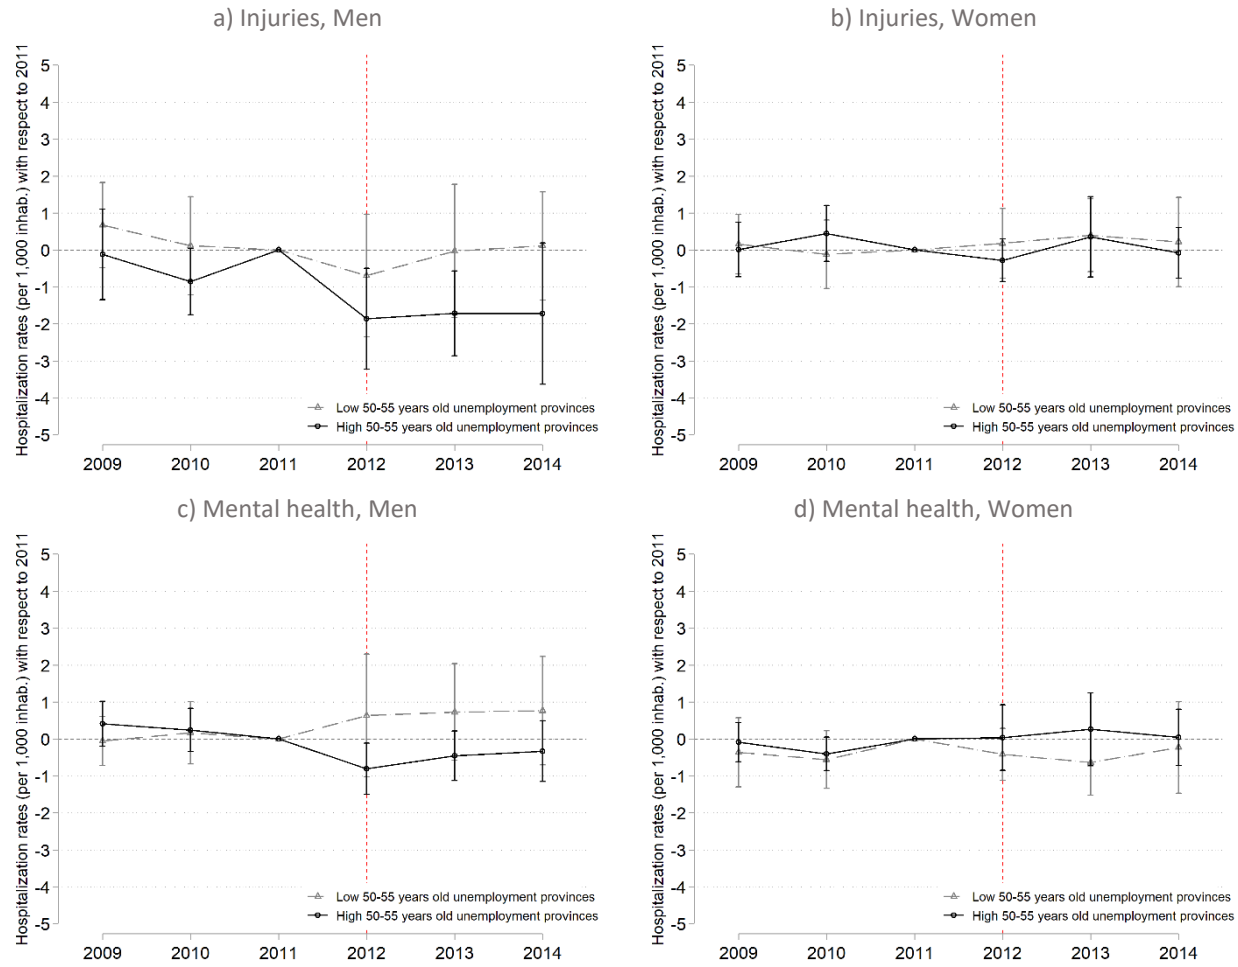 a) Injuries, Men
Hospitalization rates (per 1,000 inhab.) with respect to 2011
5
4
3
2
1
0
-1
-2
-3
-4
-5
Low 50-55 years old unemployment provinces
High 50-55 years old unemployment provinces
2009 2010 2011 2012 2013 2014
b) Injuries, Women
Hospitalization rates (per 1,000 inhab.) with respect to 2011
5
4
3
2
1
0
-1
-2
-3
-4
-5
Low 50-55 years old unemployment provinces
High 50-55 years old unemployment provinces
2009 2010 2011 2012 2013 2014
c) Mental health, Men
Hospitalization rates (per 1,000 inhab.) with respect to 2011
5
4
3
2
1
0
-1
-2
-3
-4
-5
Low 50-55 years old unemployment provinces
High 50-55 years old unemployment provinces
2009 2010 2011 2012 2013 2014
d) Mental health, Women
Hospitalization rates (per 1,000 inhab.) with respect to 2011
5
4
3
2
1
0
-1
-2
-3
-4
-5
Low 50-55 years old unemployment provinces
High 50-55 years old unemployment provinces
2009 2010 2011 2012 2013 2014